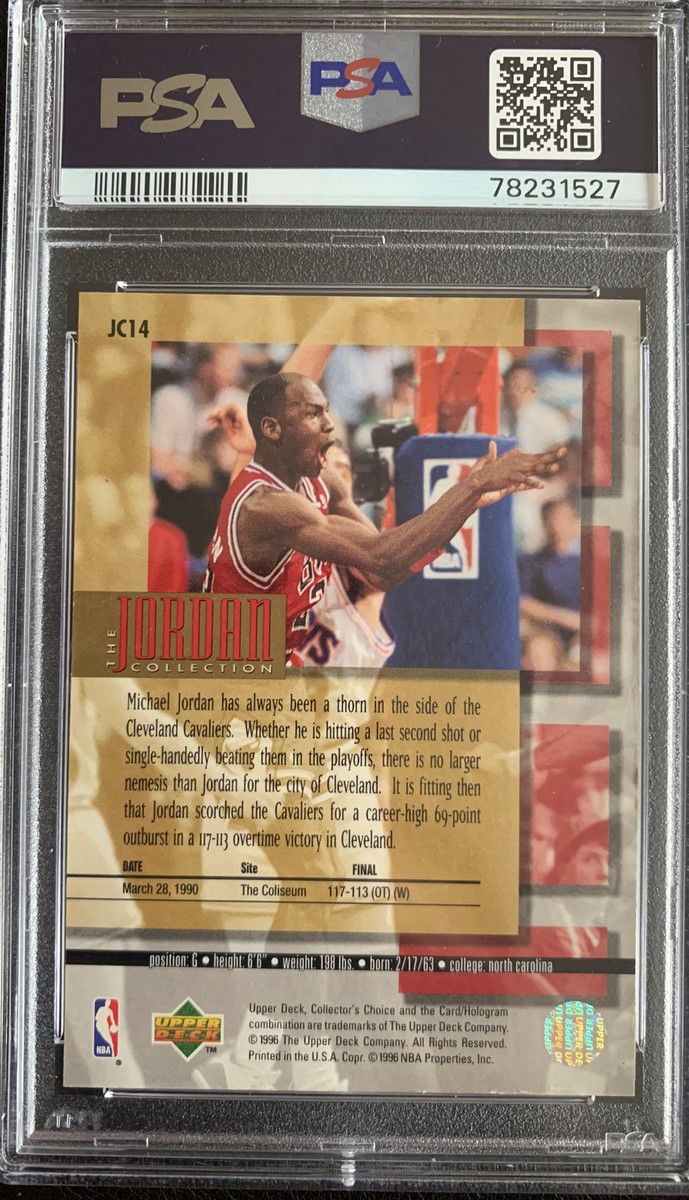 PSA PSA
78231527
JC14
NBA
THE JORDAN
COLLECTION
Michael Jordan has always been a thorn in the side of the
Cleveland Cavaliers. Whether he is hitting a last second shot or
single-handedly beating them in the playoffs, there is no larger
nemesis than Jordan for the city of Cleveland. It is fitting then
that Jordan scorched the Cavaliers for a career-high 69-point
outburst in a 117-113 overtime victory in Cleveland.
DATE Site FINAL
March 28, 1990 The Coliseum 117-113 (OT) (W)
position: G ● height: 6'6" ● weight: 198 lbs. ● born: 2/17/63 ● college: north carolina
Upper Deck, Collector's Choice and the Card/Hologram
combination are trademarks of The Upper Deck Company.
©1996 The Upper Deck Company. All Rights Reserved.
Printed in the U.S.A. Copr. ©1996 NBA Properties, Inc.
NBA ®
UPPER
DECK ™
UPPER DE
PSA